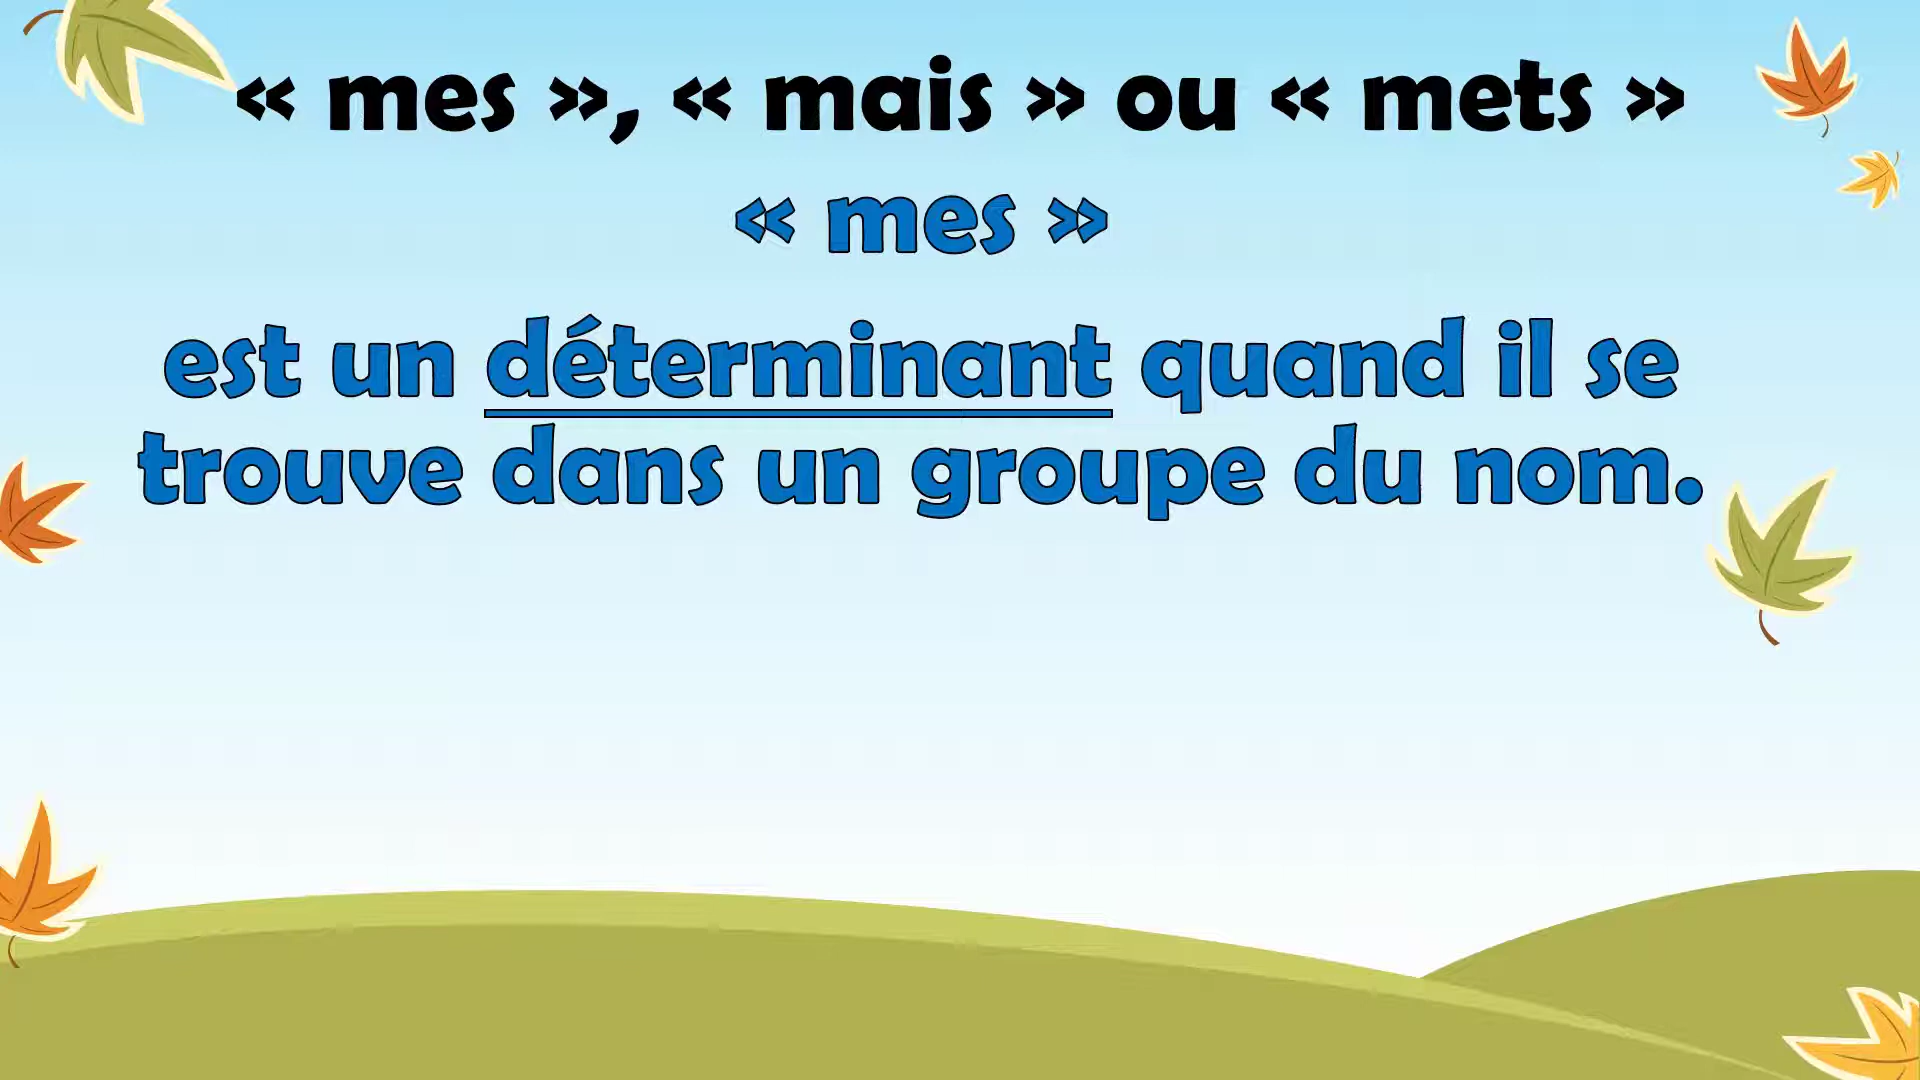 « mes », « mais » ou « mets »
« mes »
est un déterminant quand il se
trouve dans un groupe du nom.